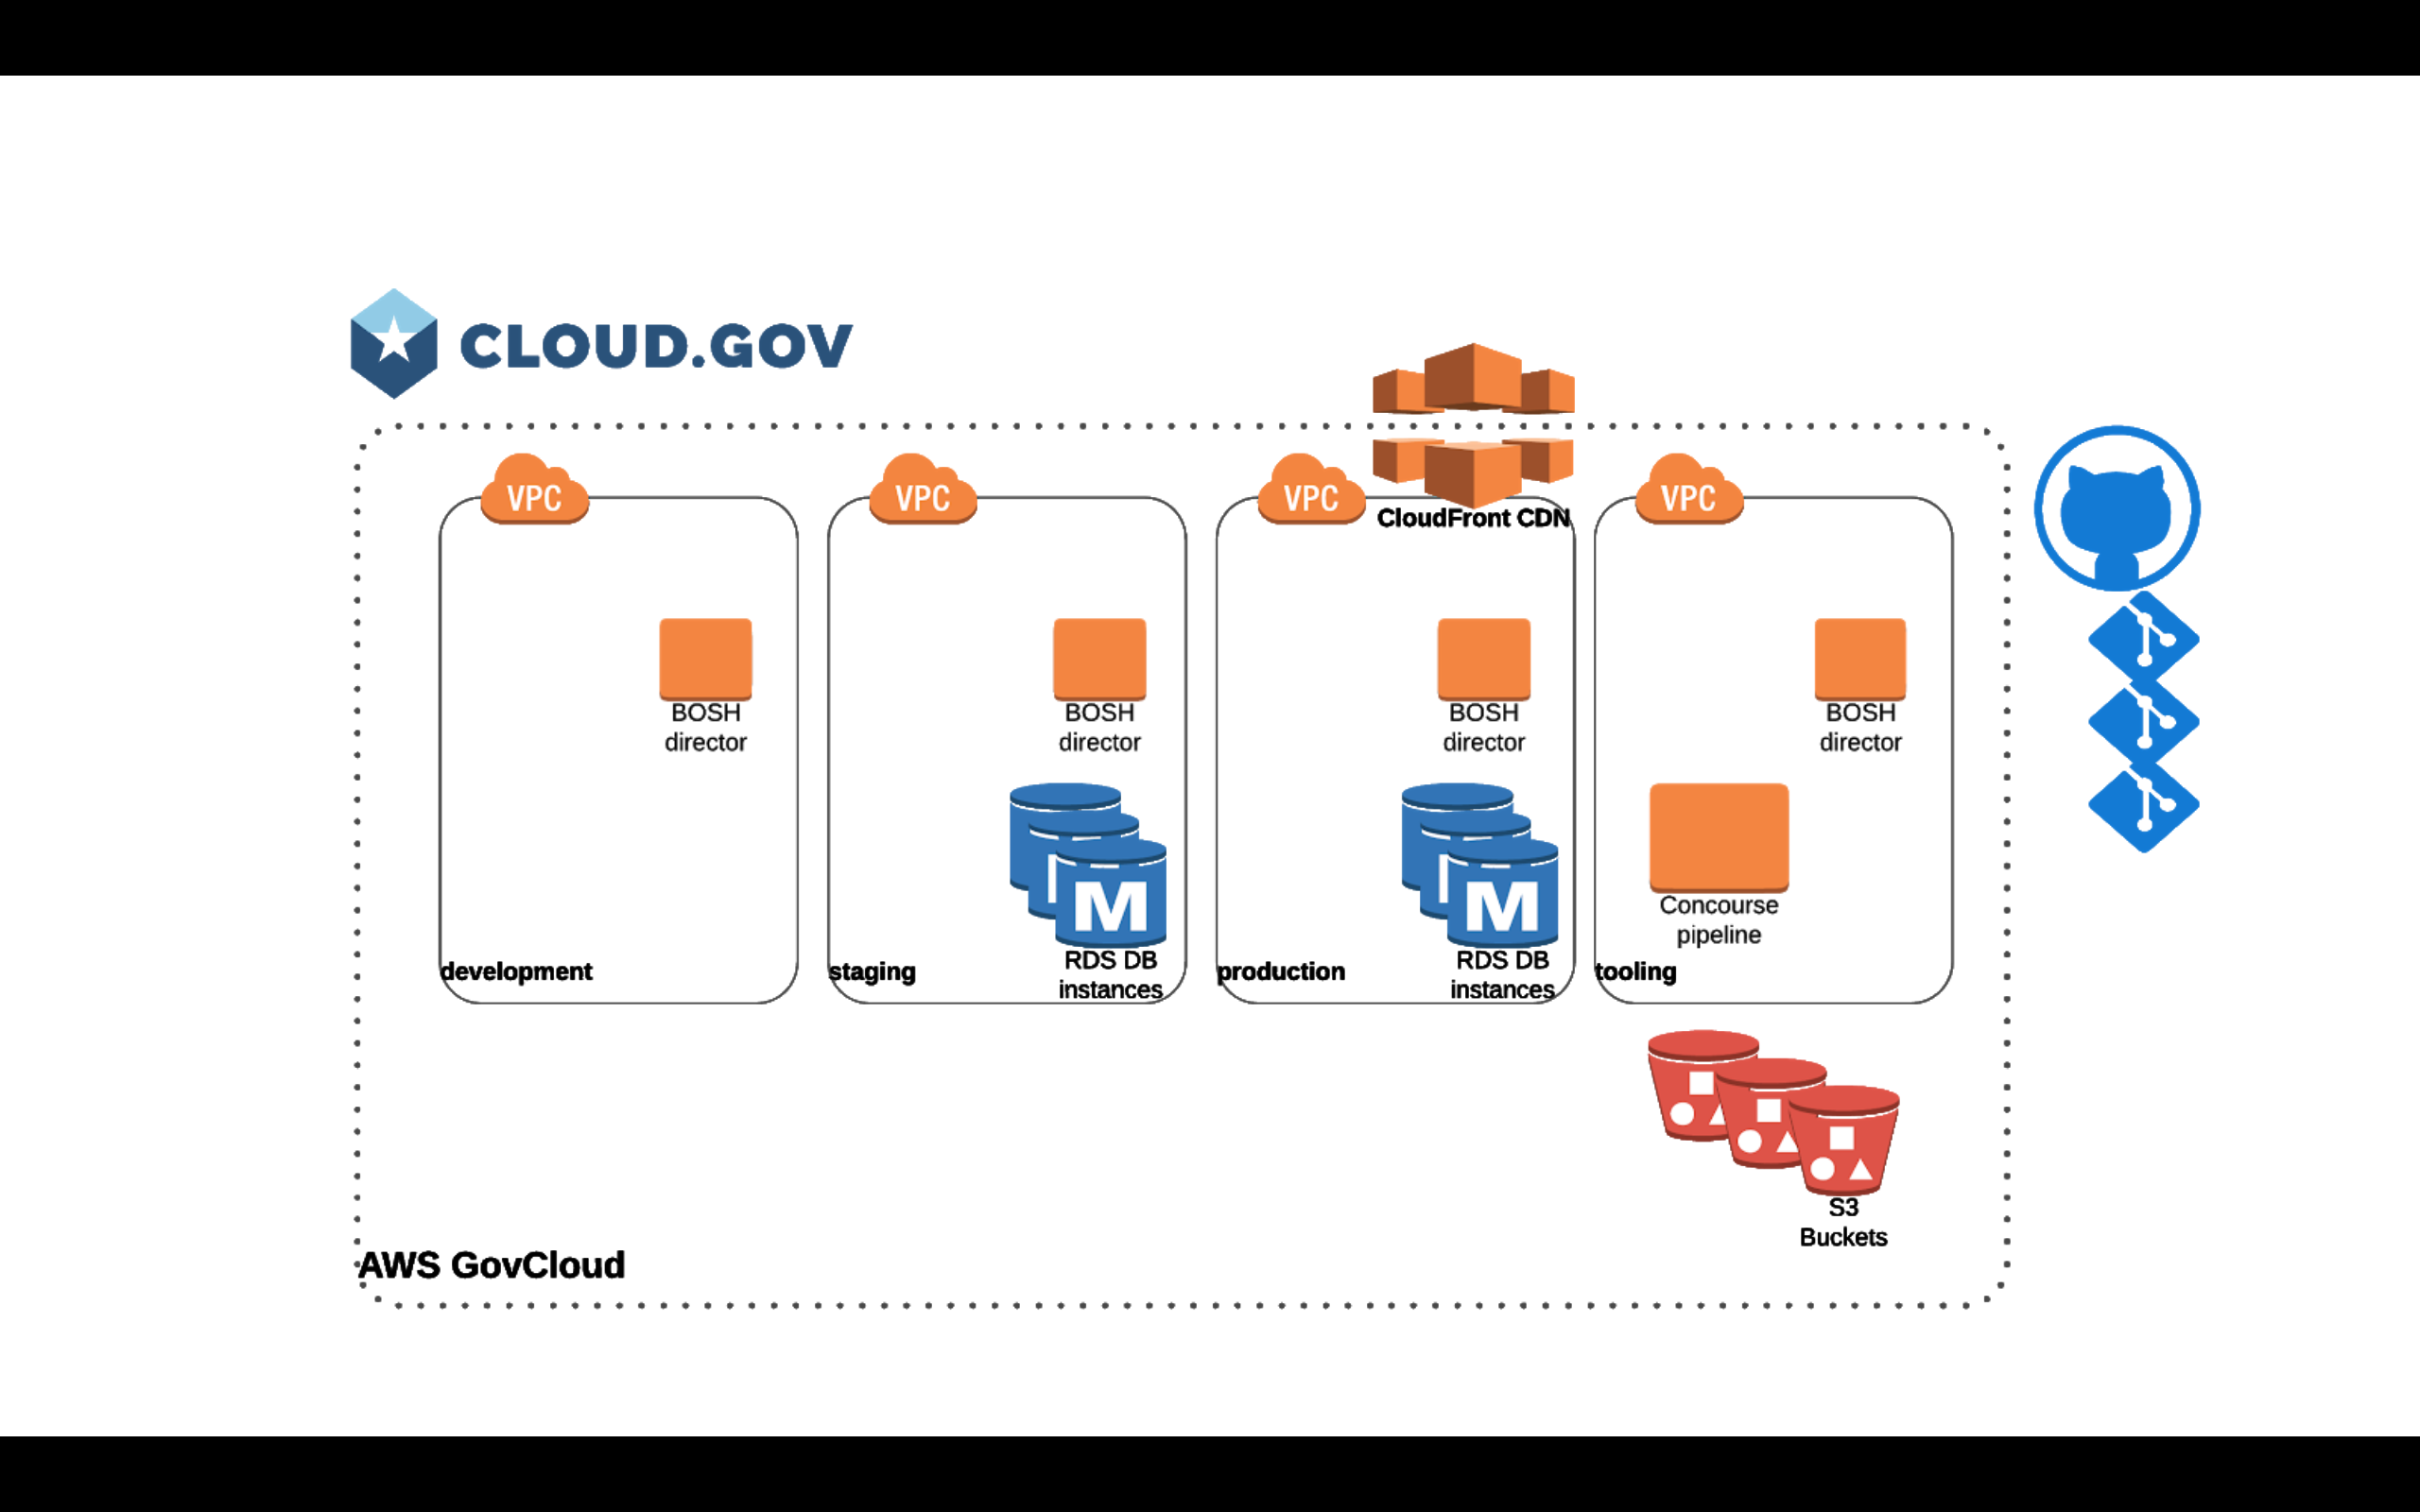 CLOUD.GOV
VPC
VPC
VPC
VPC
CloudFront CDN
BOSH
director
BOSH
director
BOSH
director
BOSH
director
M
RDS DB
instances
M
RDS DB
instances
Concourse
pipeline
development
staging
production
tooling
S3
Buckets
AWS GovCloud